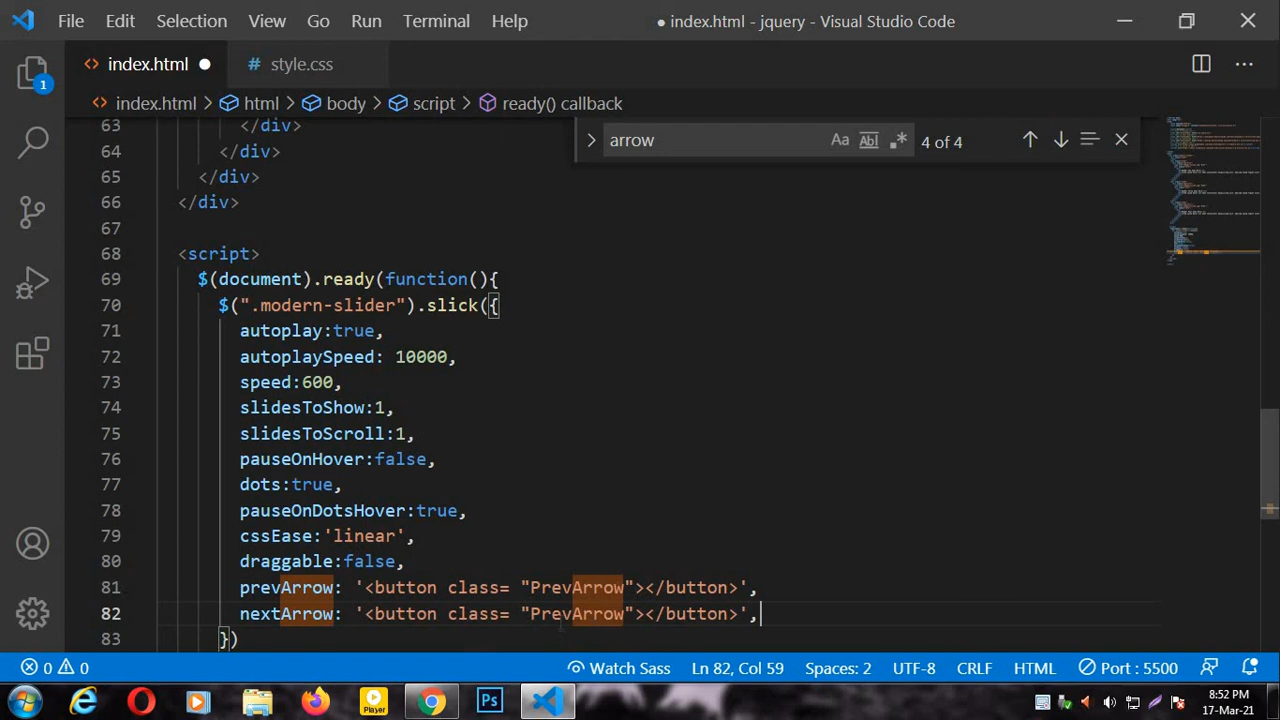 File Edit Selection View Go Run Terminal Help ● index.html - jquery - Visual Studio Code
<> index.html ● # style.css ...
<> index.html > html > body > script > ready() callback
arrow Aa Ab| .* 4 of 4
1
63 </div>
64 </div>
65 </div>
66 </div>
67
68 <script>
69 $(document).ready(function(){
70 $(".modern-slider").slick({
71 autoplay:true,
72 autoplaySpeed: 10000,
73 speed:600,
74 slidesToShow:1,
75 slidesToScroll:1,
76 pauseOnHover:false,
77 dots:true,
78 pauseOnDotsHover:true,
79 cssEase:'linear',
80 draggable:false,
81 prevArrow: '<button class= "PrevArrow"></button>',
82 nextArrow: '<button class= "PrevArrow"></button>',
83 })
0 0 Watch Sass Ln 82, Col 59 Spaces: 2 UTF-8 CRLF HTML Port : 5500
Player Ps 8:52 PM
17-Mar-21